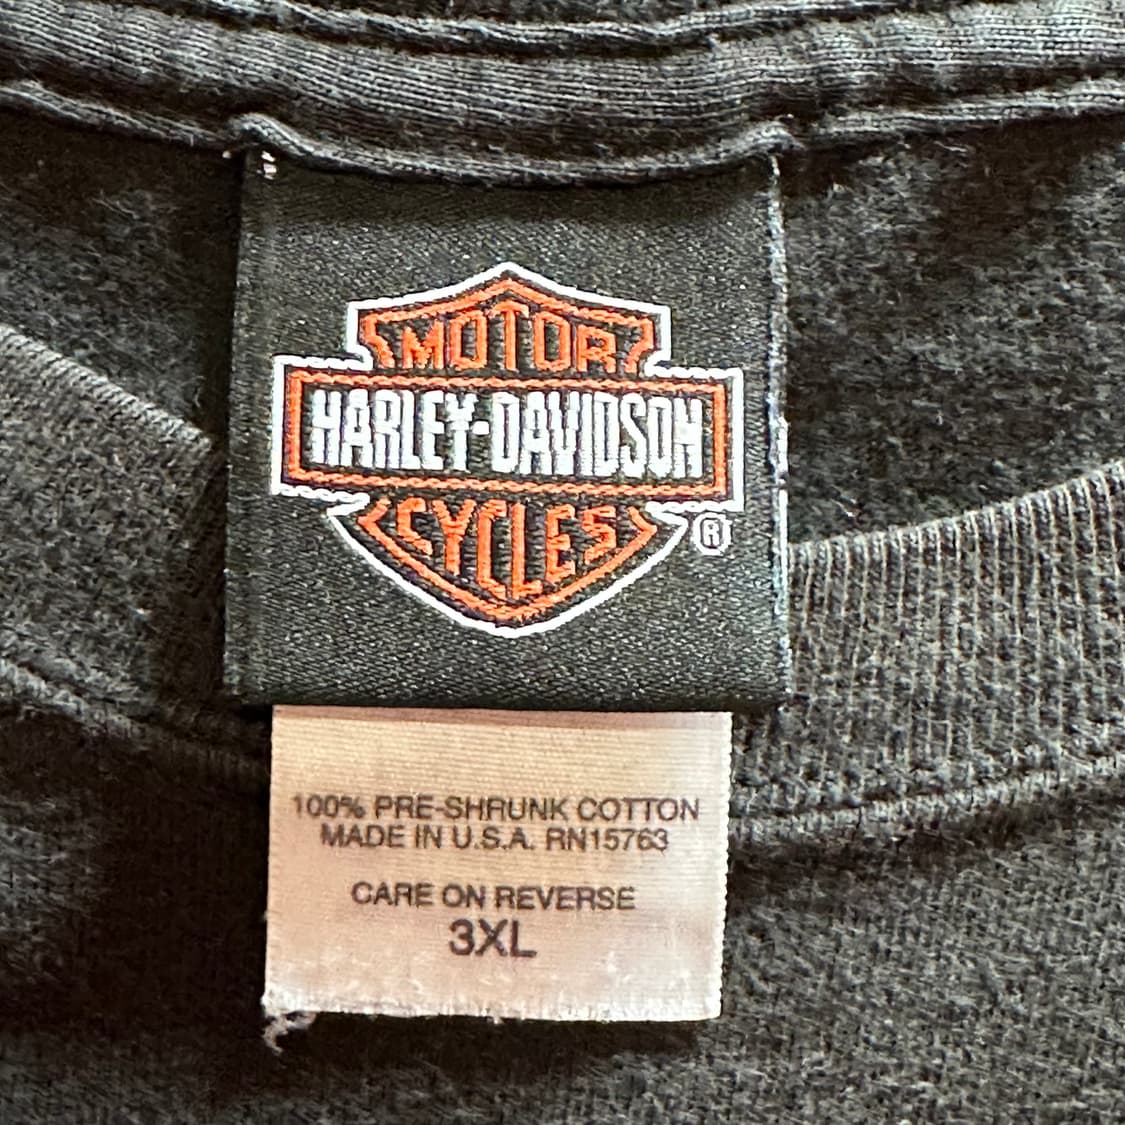 MOTOR
HARLEY-DAVIDSON
CYCLES
®
100% PRE-SHRUNK COTTON
MADE IN U.S.A. RN15763
CARE ON REVERSE
3XL